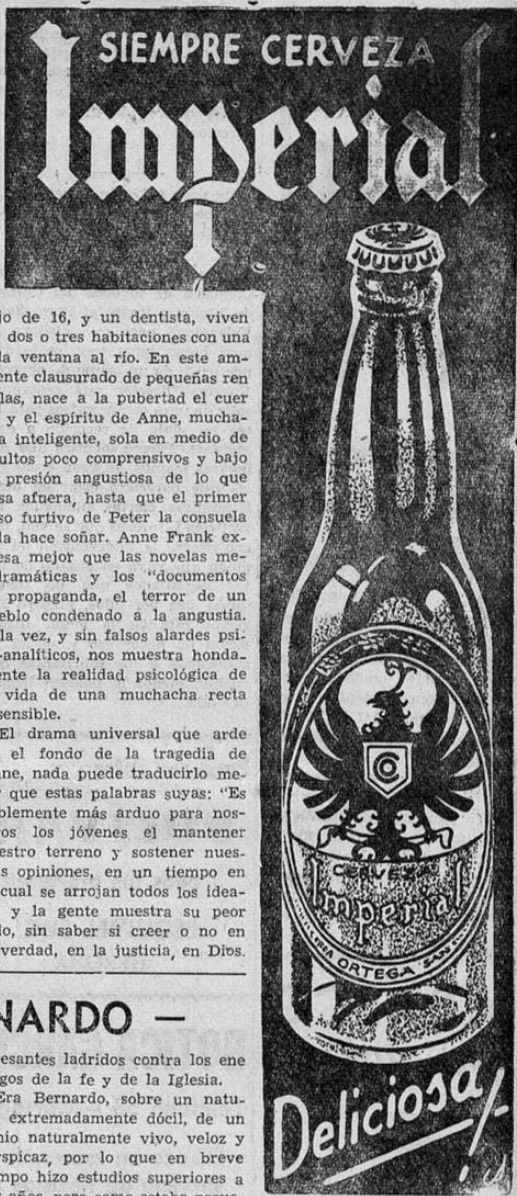 SIEMPRE CERVEZA
Imperial
jo de 16, y un dentista, viven
dos o tres habitaciones con una
la ventana al río. En este am-
ente clausurado de pequeñas ren
las, nace a la pubertad el cuer
y el espíritu de Anne, mucha-
a inteligente, sola en medio de
ultos poco comprensivos y bajo
presión angustiosa de lo que
sa afuera, hasta que el primer
so furtivo de Peter la consuela
la hace soñar. Anne Frank ex-
esa mejor que las novelas me-
dramáticas y los "documentos
propaganda, el terror de un
eblo condenado a la angustia.
la vez, y sin falsos alardes psi-
-analíticos, nos muestra honda-
ente la realidad psicológica de
vida de una muchacha recta
sensible.
El drama universal que arde
el fondo de la tragedia de
ne, nada puede traducirlo me-
r que estas palabras suyas: "Es
blemente más arduo para nos-
ros los jóvenes el mantener
estro terreno y sostener nues-
s opiniones, en un tiempo en
cual se arrojan todos los idea-
y la gente muestra su peor
do, sin saber si creer o no en
verdad, en la justicia, en Dios.
NARDO —
esantes ladridos contra los ene
gos de la fe y de la Iglesia.
Era Bernardo, sobre un natu-
extremadamente dócil, de un
nio naturalmente vivo, veloz y
rspicaz, por lo que en breve
mpo hizo estudios superiores a
CERVEZA
Imperial
ORTEGA SAN
Deliciosa